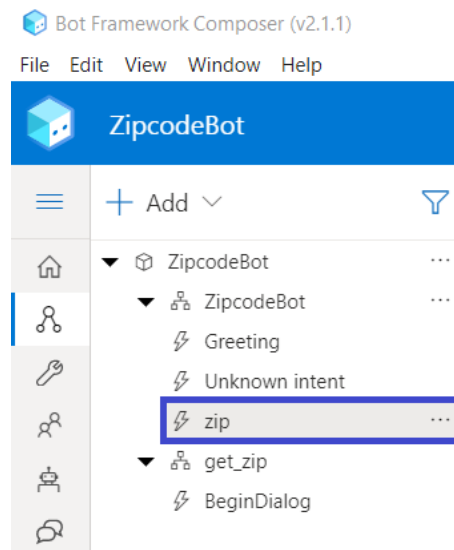 Bot Framework Composer (v2.1.1)
File Edit View Window Help
ZipcodeBot
+ Add
ZipcodeBot ...
ZipcodeBot ...
Greeting
Unknown intent
zip ...
get_zip
BeginDialog